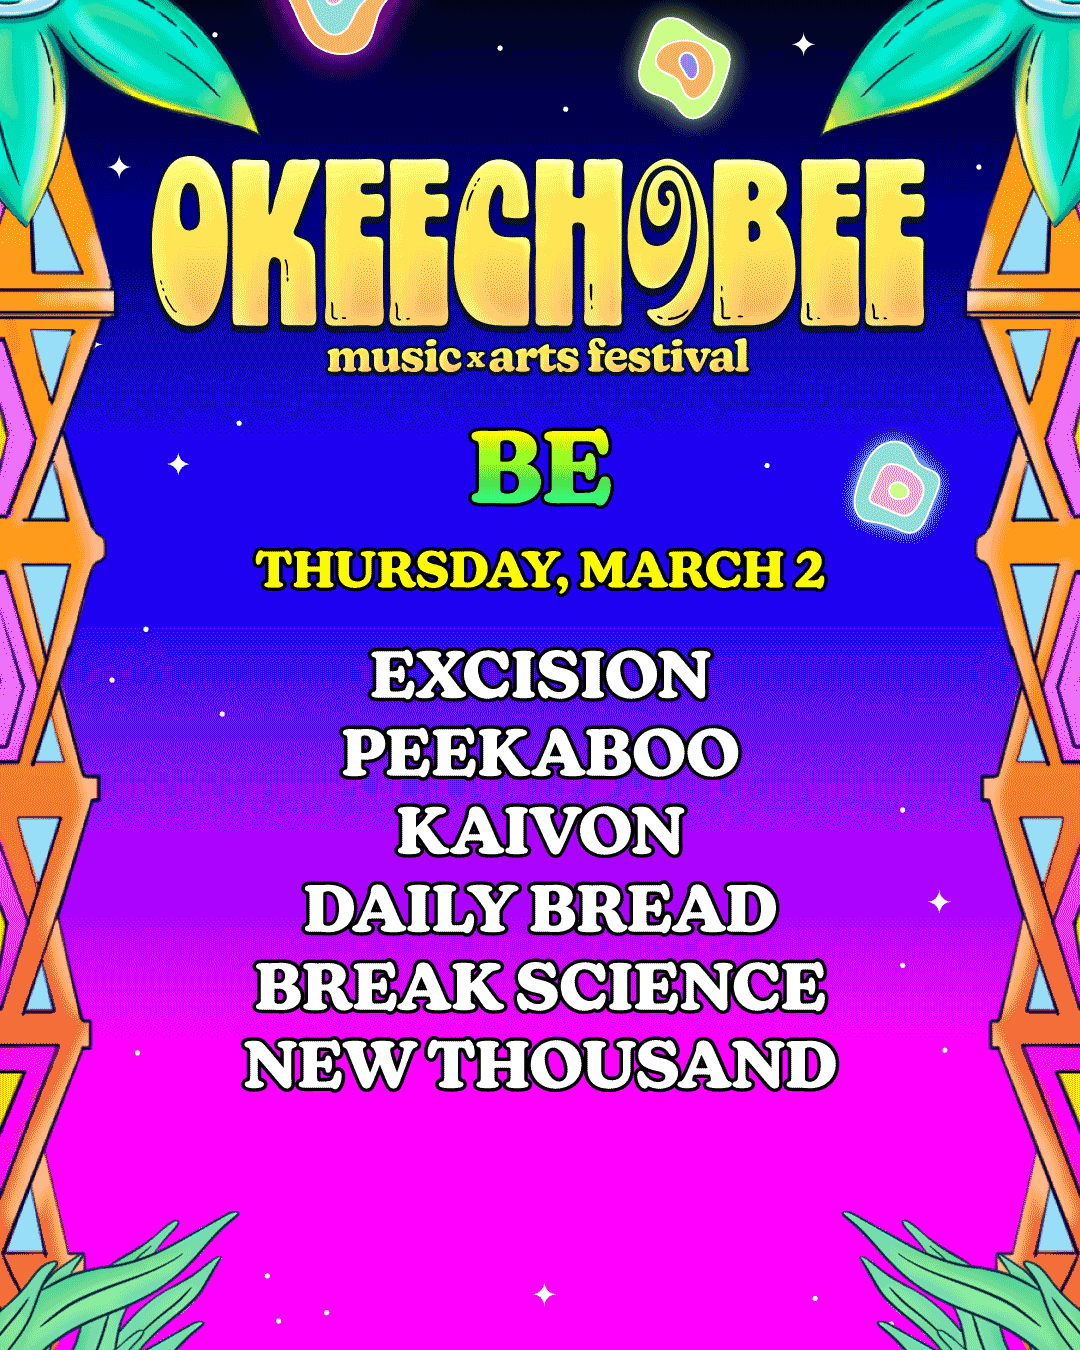 OKEECHOBEE
music x arts festival
BE
THURSDAY, MARCH 2
EXCISION
PEEKABOO
KAIVON
DAILY BREAD
BREAK SCIENCE
NEW THOUSAND